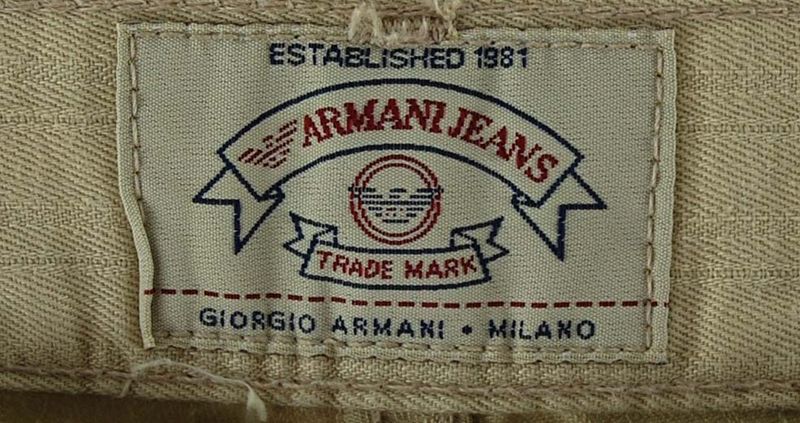 ESTABLISHED 1981
ARMANI JEANS
TRADE MARK
GIORGIO ARMANI • MILANO